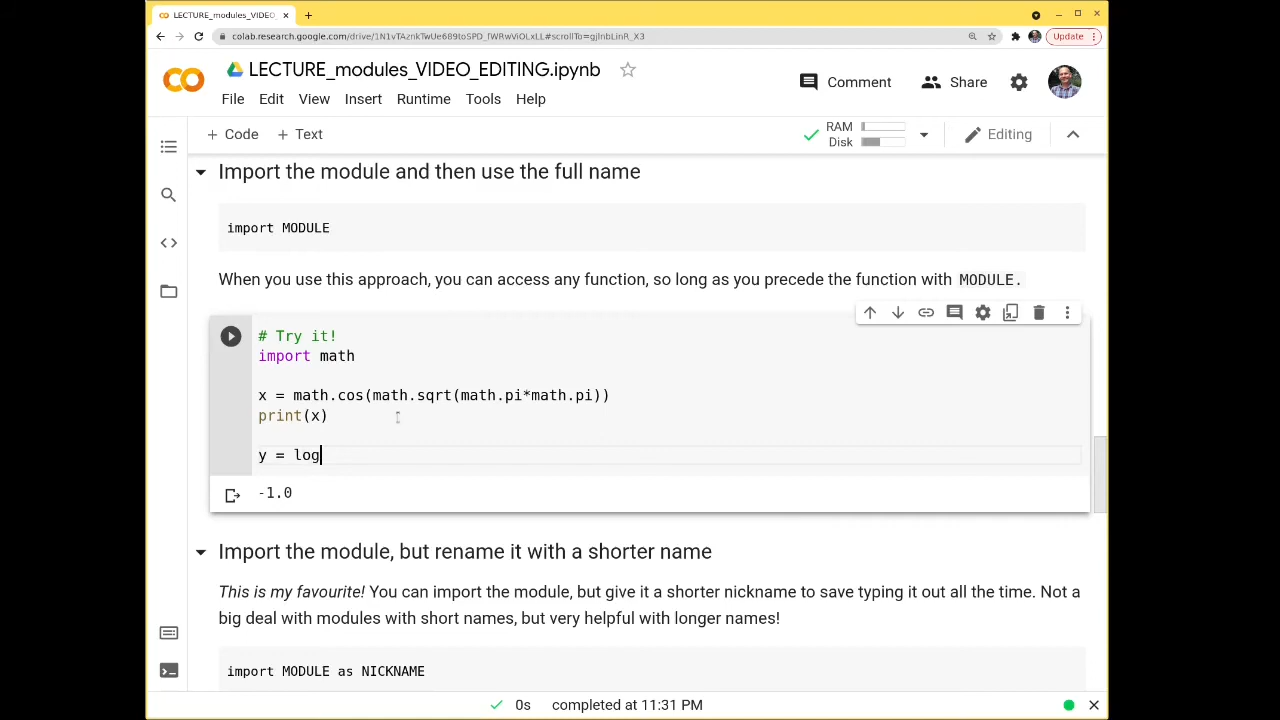 LECTURE_modules_VIDEO_
colab.research.google.com/drive/1N1vTAznkTwUe689toSPD_fWRwViOLxLL#scrollTo=gjInbLinR_X3
Update
LECTURE_modules_VIDEO_EDITING.ipynb
Comment
Share
File Edit View Insert Runtime Tools Help
+ Code + Text
RAM
Disk
Editing
Import the module and then use the full name
import MODULE
When you use this approach, you can access any function, so long as you precede the function with MODULE.
# Try it!
import math
x = math.cos(math.sqrt(math.pi*math.pi))
print(x)
y = log
-1.0
Import the module, but rename it with a shorter name
This is my favourite! You can import the module, but give it a shorter nickname to save typing it out all the time. Not a
big deal with modules with short names, but very helpful with longer names!
import MODULE as NICKNAME
0s completed at 11:31 PM